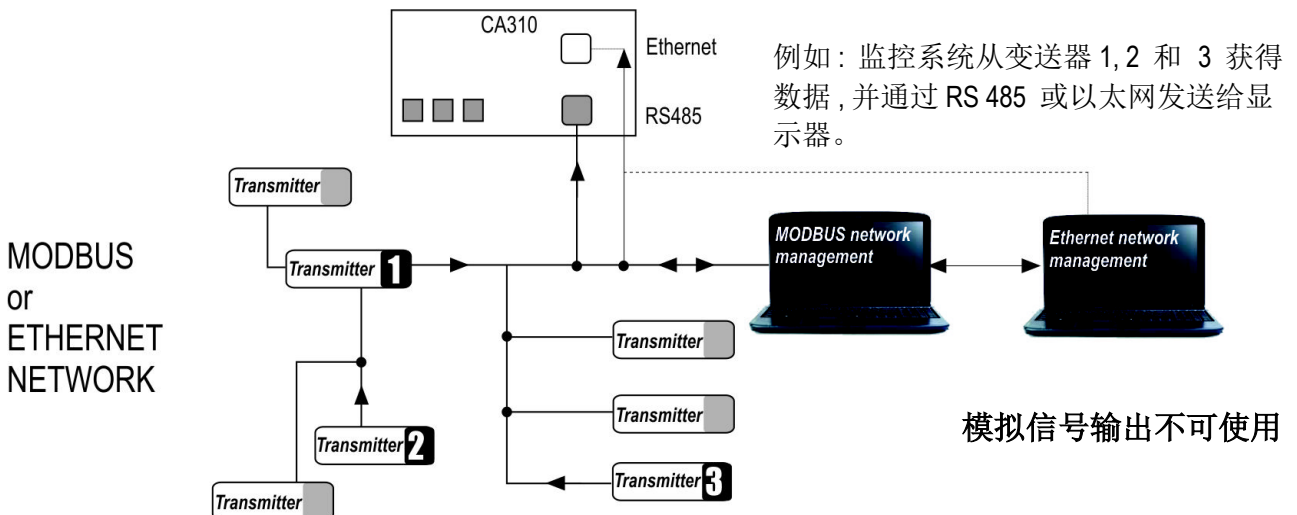 CA310
Ethernet
RS485
例如：监控系统从变送器 1, 2 和 3 获得
数据，并通过 RS 485 或以太网发送给显
示器。
Transmitter
MODBUS
or
ETHERNET
NETWORK
Transmitter 1
MODBUS network
management
Ethernet network
management
Transmitter
Transmitter
Transmitter 2
Transmitter 3
Transmitter
模拟信号输出不可使用